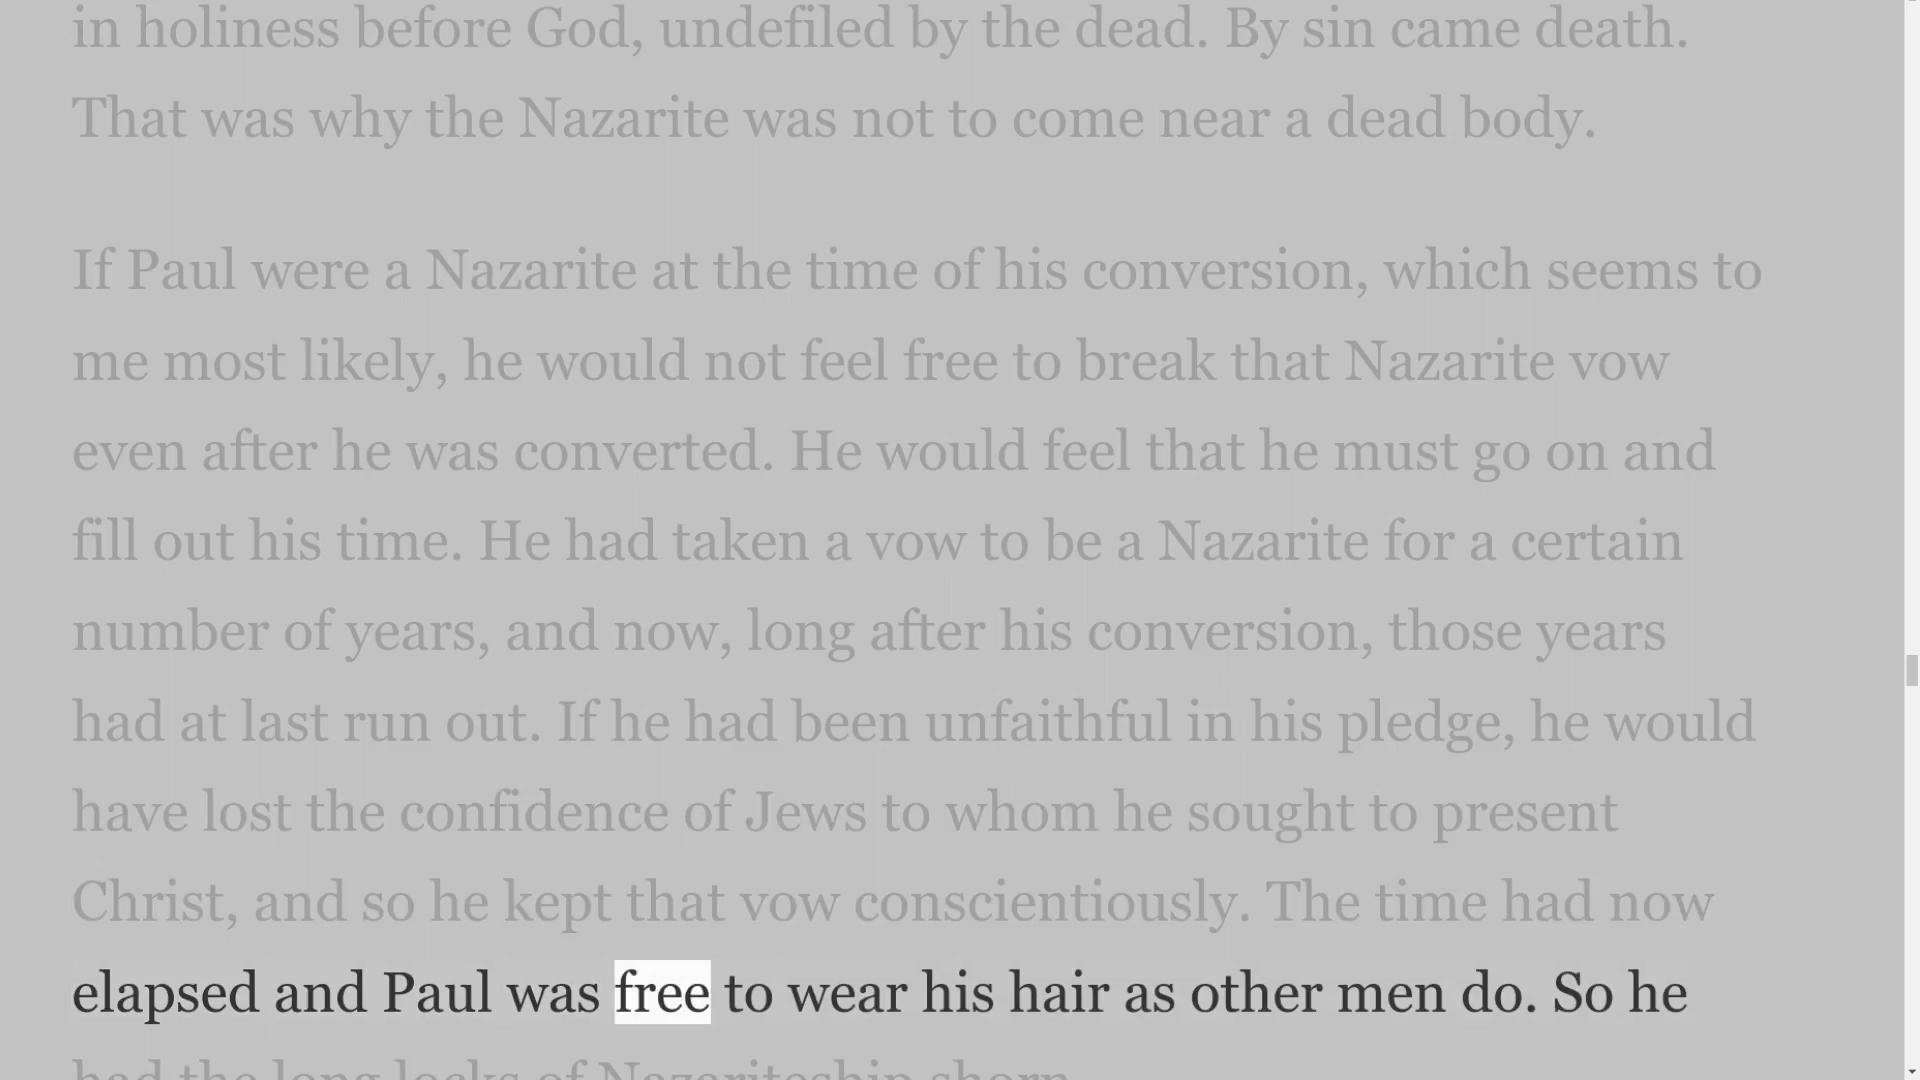 in holiness before God, undefiled by the dead. By sin came death.
That was why the Nazarite was not to come near a dead body.
If Paul were a Nazarite at the time of his conversion, which seems to
me most likely, he would not feel free to break that Nazarite vow
even after he was converted. He would feel that he must go on and
fill out his time. He had taken a vow to be a Nazarite for a certain
number of years, and now, long after his conversion, those years
had at last run out. If he had been unfaithful in his pledge, he would
have lost the confidence of Jews to whom he sought to present
Christ, and so he kept that vow conscientiously. The time had now
elapsed and Paul was free to wear his hair as other men do. So he
had the long locks of Nazariteship shorn